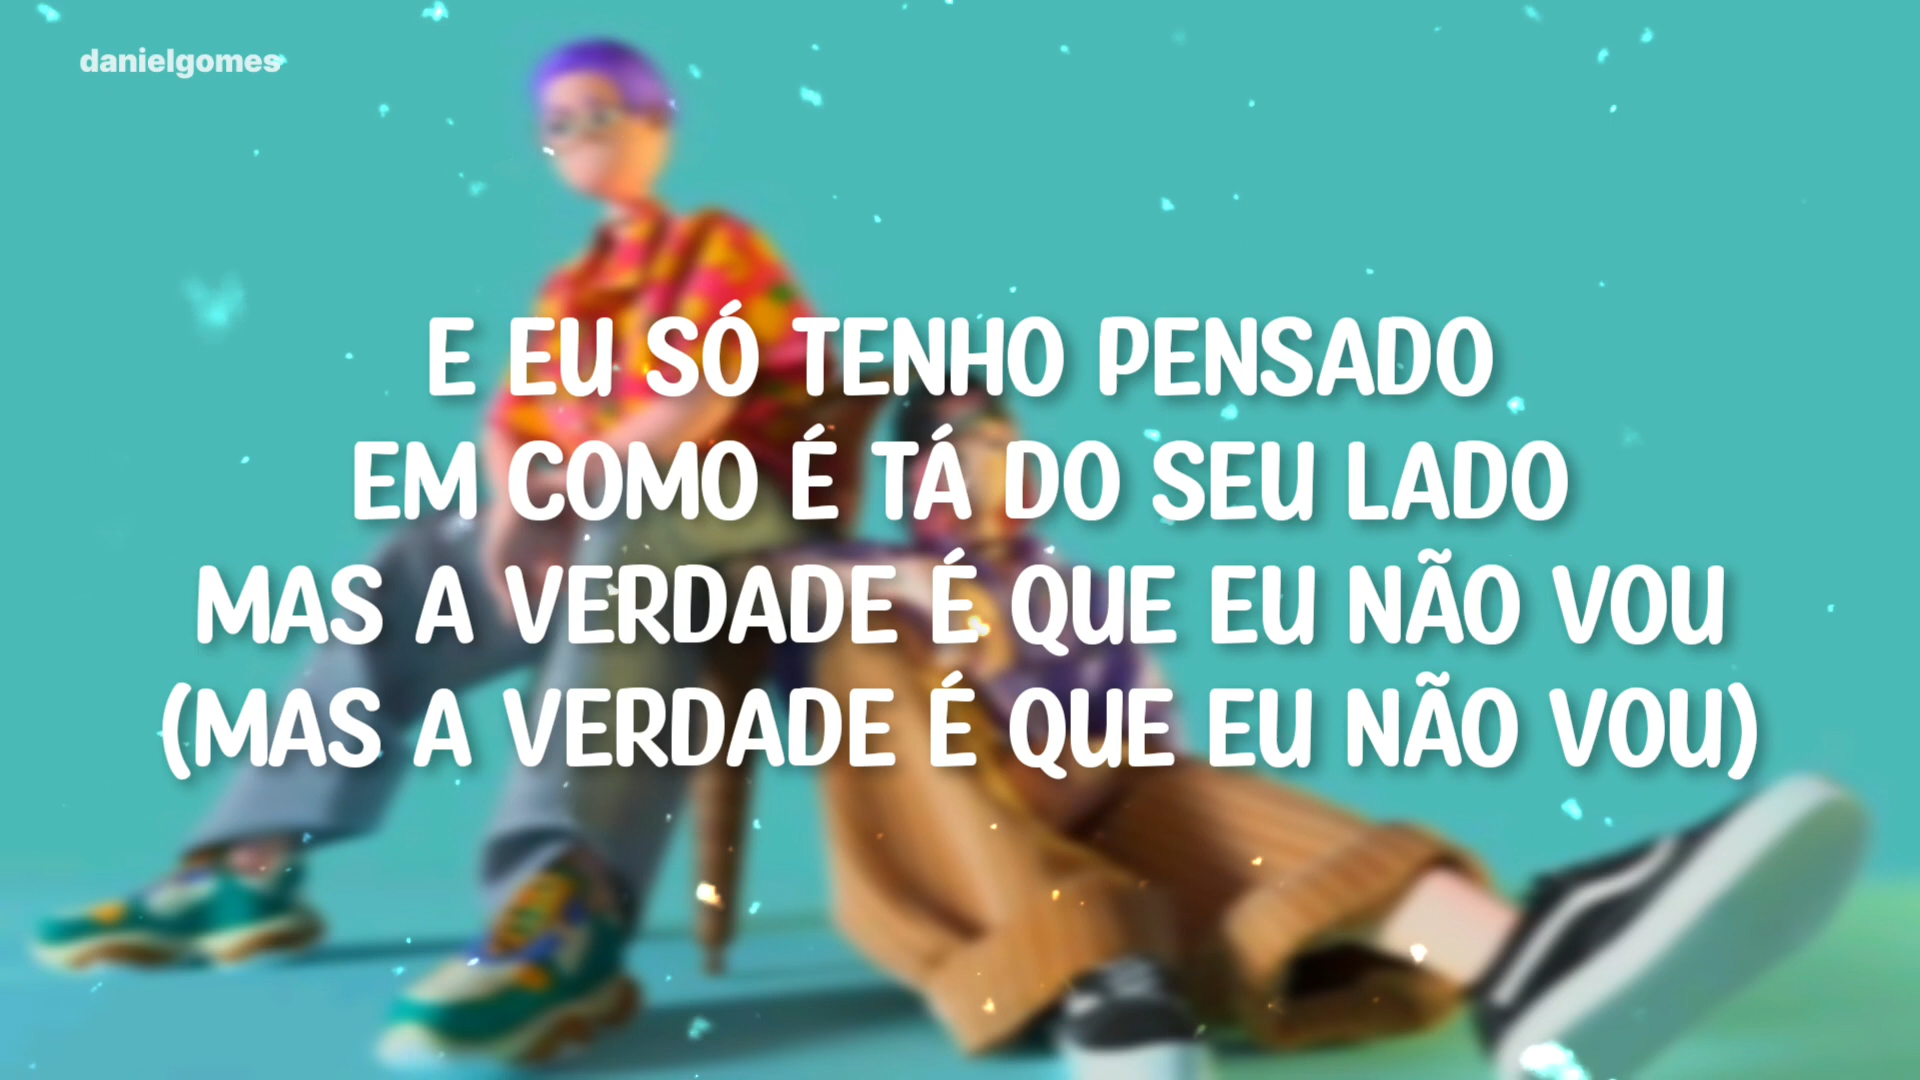 danielgomes
E EU SÓ TENHO PENSADO
EM COMO É TÁ DO SEU LADO
MAS A VERDADE É QUE EU NÃO VOU
(MAS A VERDADE É QUE EU NÃO VOU)